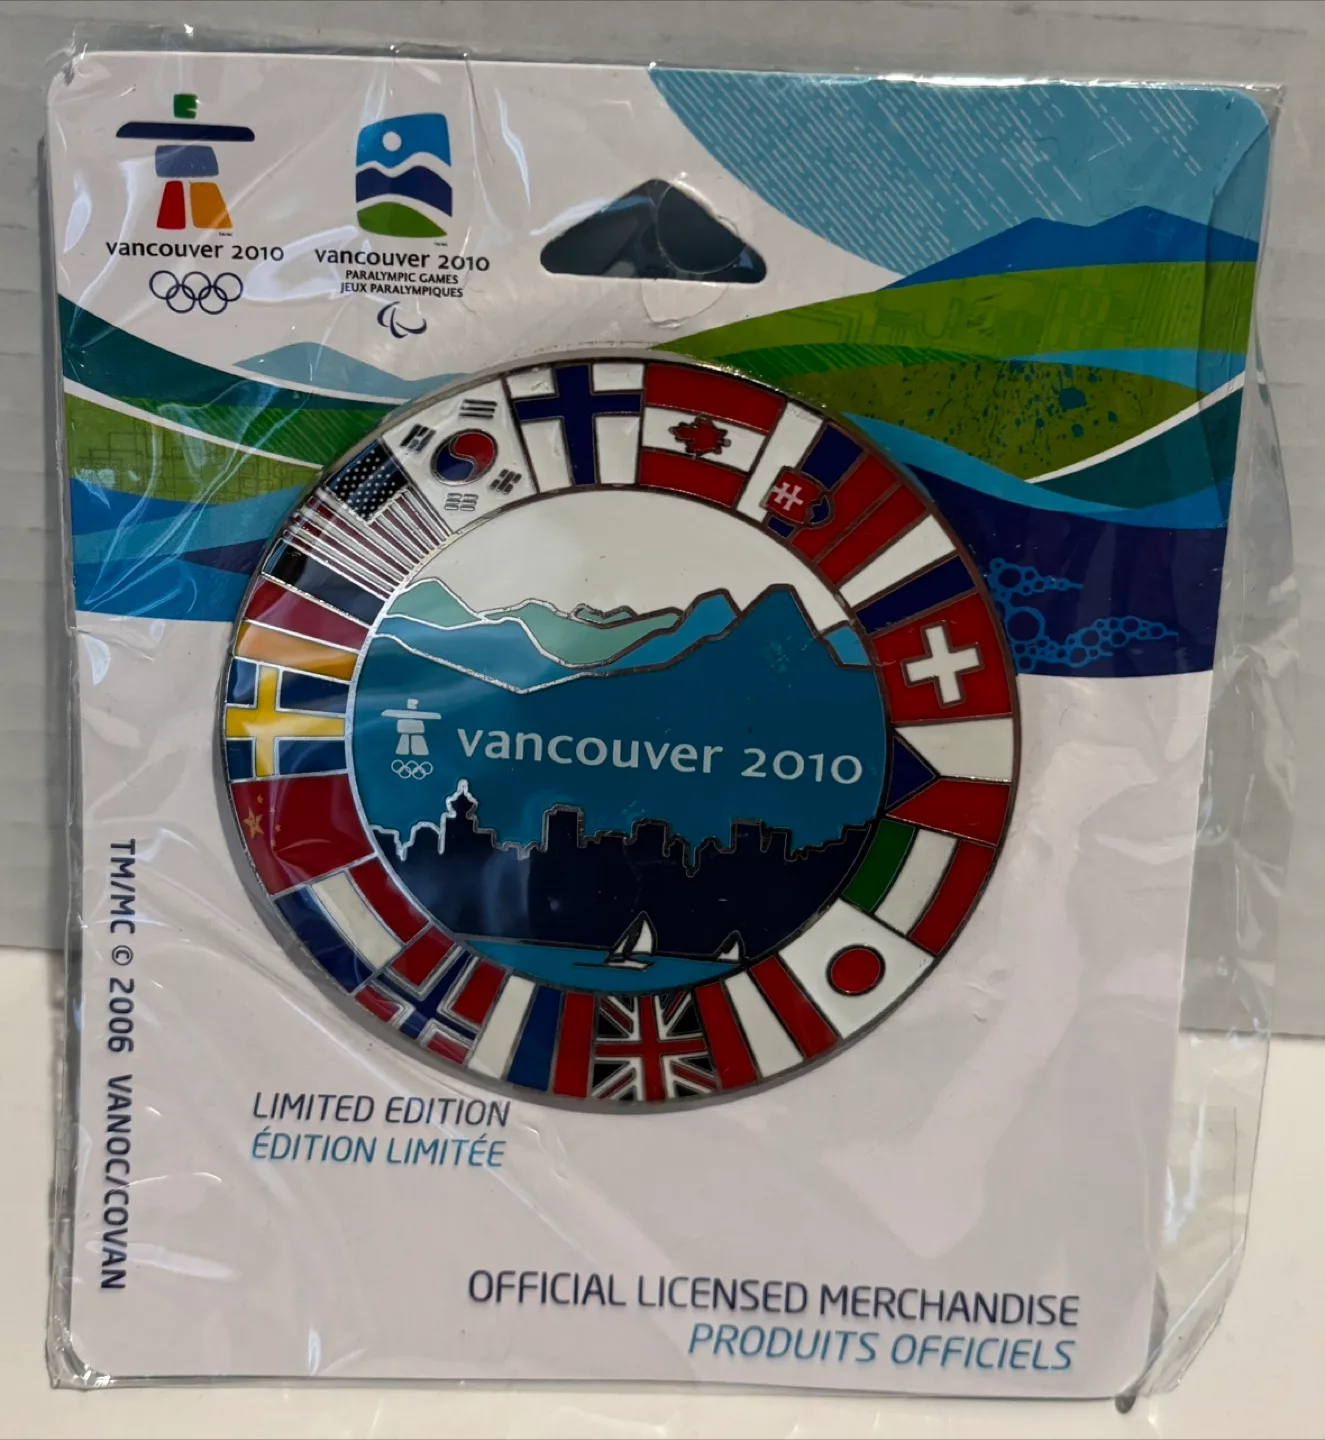 vancouver 2010
vancouver 2010
PARALYMPIC GAMES
JEUX PARALYMPIQUES
vancouver 2010
TM/MC © 2006 VANOC/COVAN
LIMITED EDITION
ÉDITION LIMITÉE
OFFICIAL LICENSED MERCHANDISE
PRODUITS OFFICIELS